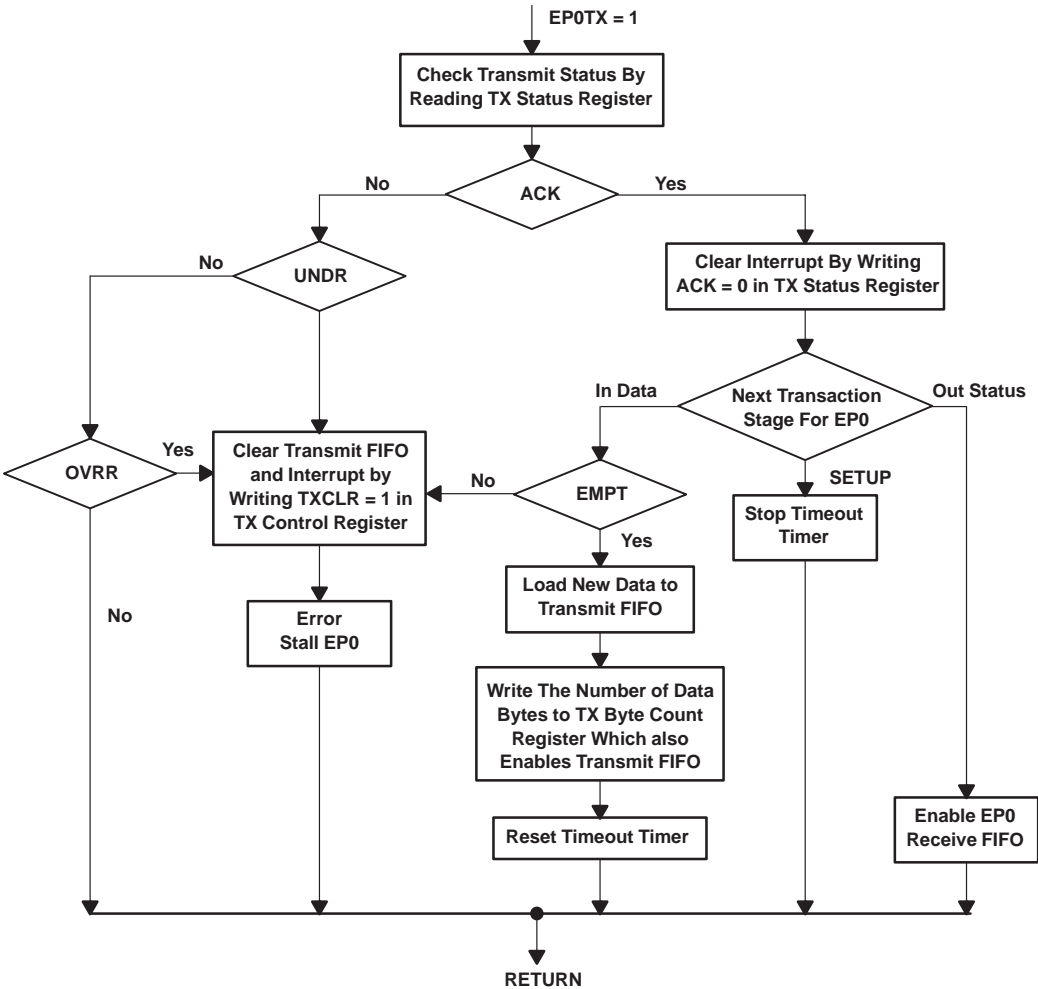 EP0TX = 1
Check Transmit Status By
Reading TX Status Register
No
ACK
Yes
No
UNDR
Clear Interrupt By Writing
ACK = 0 in TX Status Register
In Data
Next Transaction
Stage For EP0
Out Status
OVRR
Yes
Clear Transmit FIFO
and Interrupt by
Writing TXCLR = 1 in
TX Control Register
No
EMPT
SETUP
Yes
Stop Timeout
Timer
No
Error
Stall EP0
Load New Data to
Transmit FIFO
Write The Number of Data
Bytes to TX Byte Count
Register Which also
Enables Transmit FIFO
Reset Timeout Timer
Enable EP0
Receive FIFO
RETURN